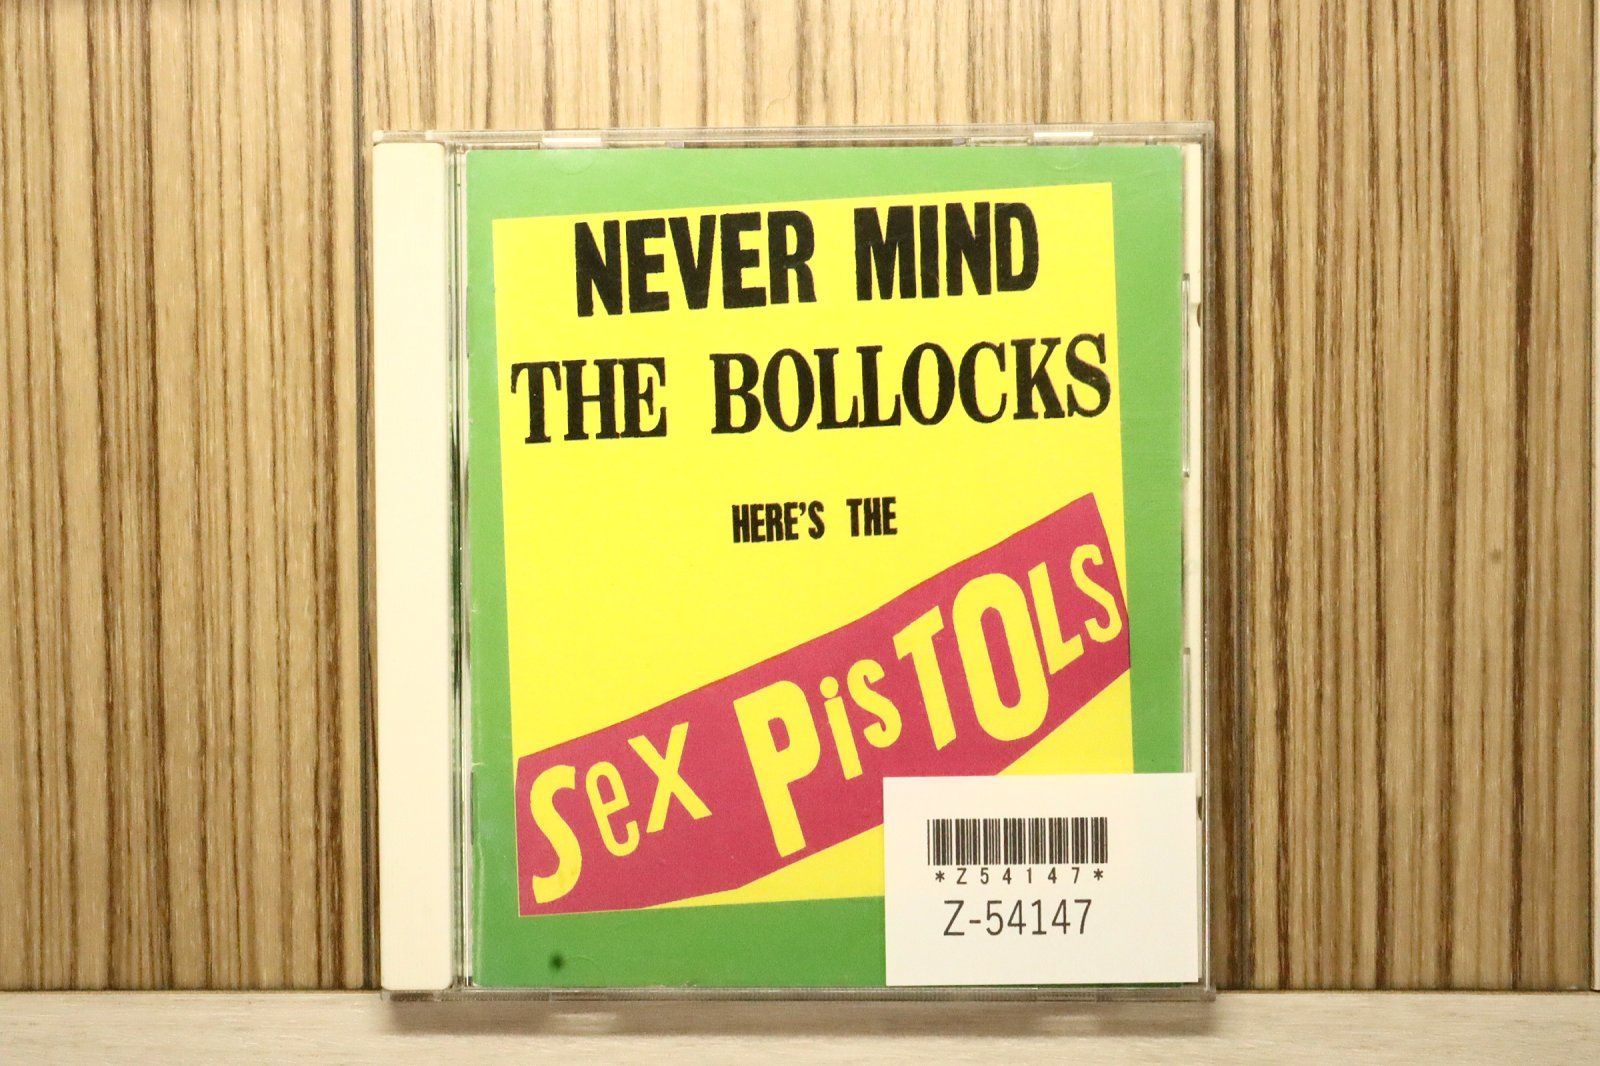 NEVER MIND
THE BOLLOCKS
HERE'S THE
Sex PiSTOLS
*Z54147*
Z-54147